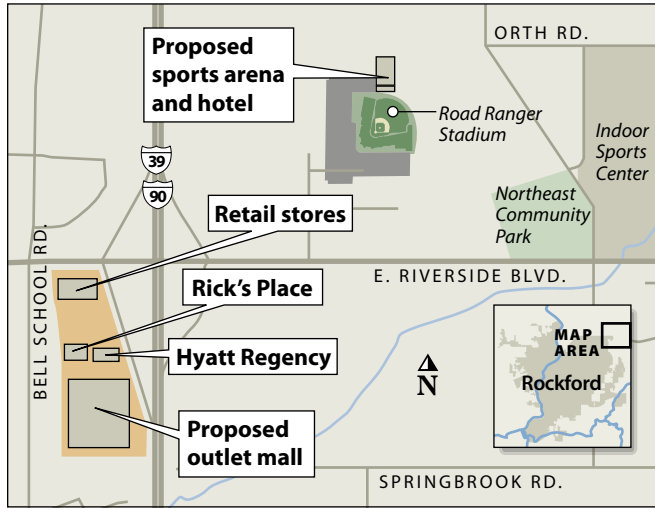 ORTH RD.
Proposed
sports arena
and hotel
Road Ranger
Stadium
Indoor
Sports
Center
39
90
Northeast
Community
Park
Retail stores
BELL SCHOOL RD.
E. RIVERSIDE BLVD.
Rick's Place
Hyatt Regency
N
MAP
AREA
Rockford
Proposed
outlet mall
SPRINGBROOK RD.